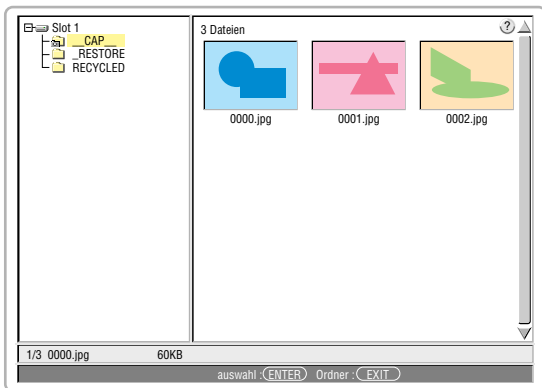 Slot 1
__CAP__
_RESTORE
RECYCLED
3 Dateien
?
0000.jpg 0001.jpg 0002.jpg
1/3 0000.jpg 60KB
auswahl :ENTER Ordner : EXIT